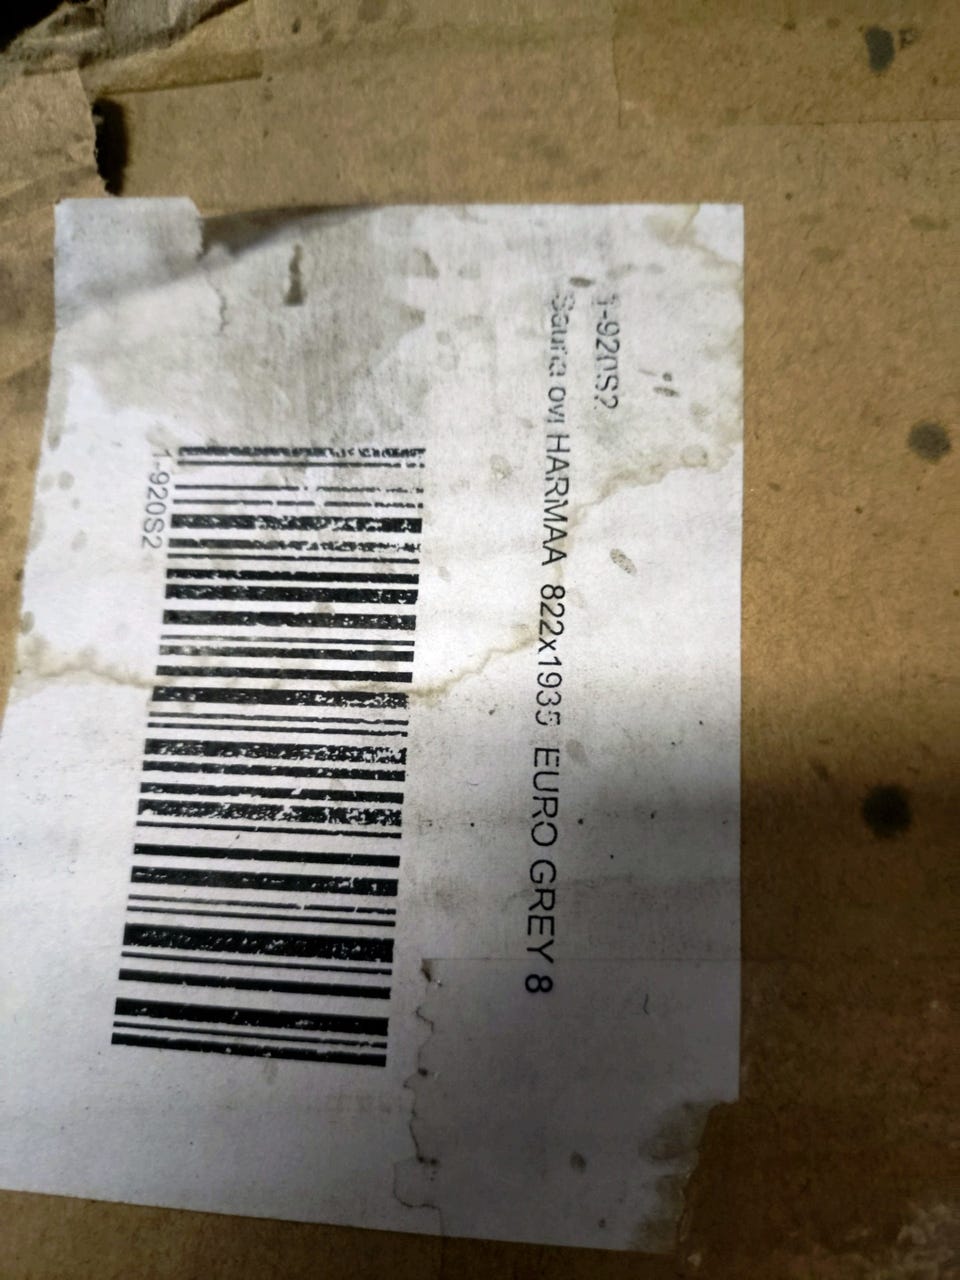 1-920S2
Sauna ovi HARMAA 822x1935 EURO GREY 8
1-920S2